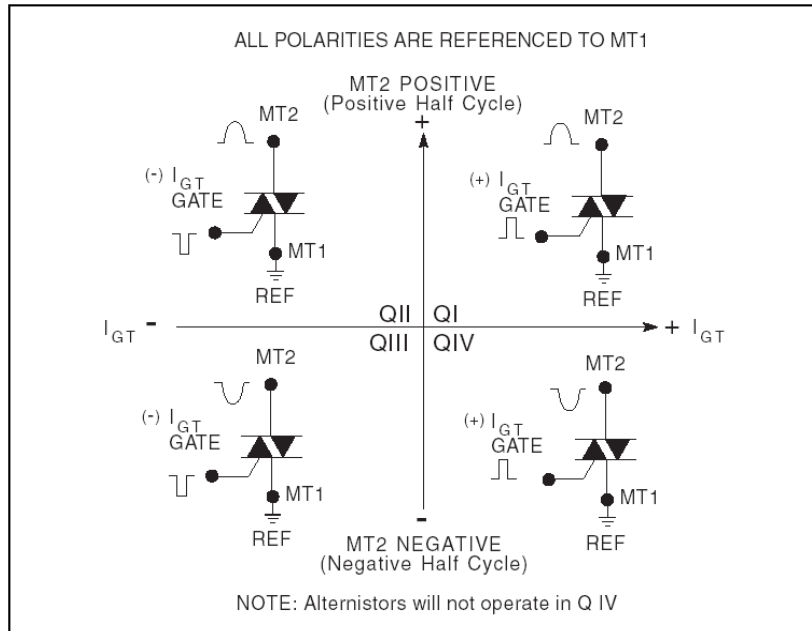 ALL POLARITIES ARE REFERENCED TO MT1
MT2 POSITIVE
(Positive Half Cycle)
+
MT2
(-) IGT
GATE
MT1
REF
MT2
(+) IGT
GATE
MT1
REF
QII QI
IGT -
+ IGT
QIII QIV
MT2
(-) IGT
GATE
MT1
REF
MT2
(+) IGT
GATE
MT1
REF
-
MT2 NEGATIVE
(Negative Half Cycle)
NOTE: Alternistors will not operate in Q IV